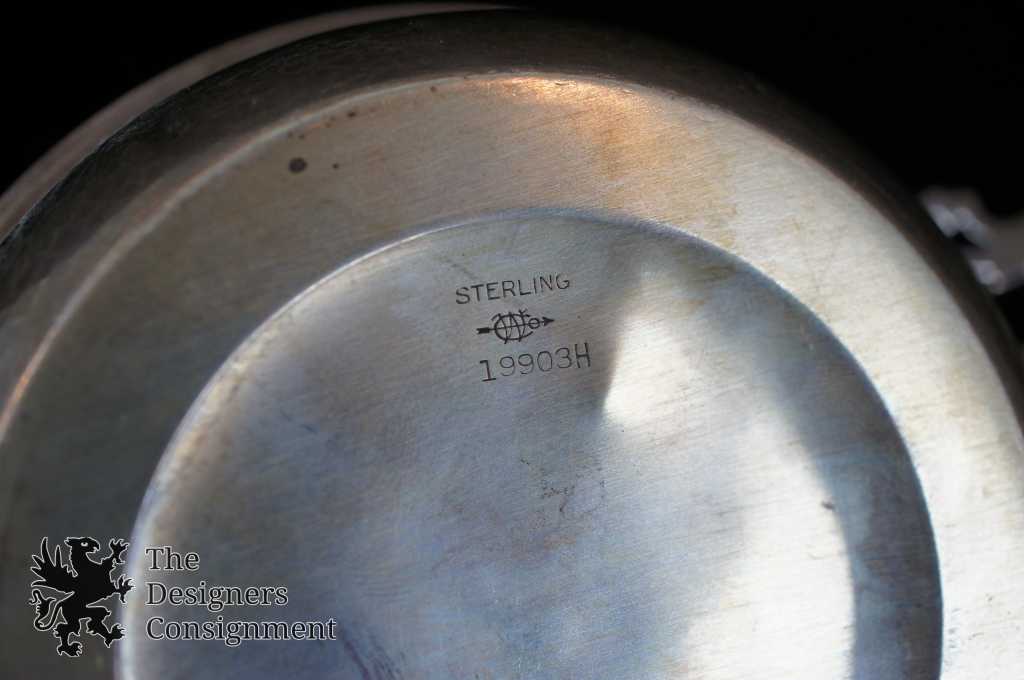 STERLING
19903H
The
Designers
Consignment